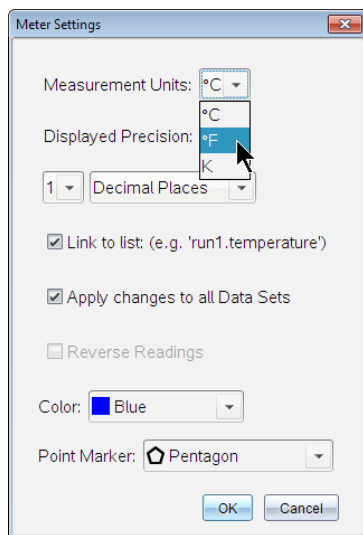 Meter Settings
Measurement Units: °C
°C
Displayed Precision:
°F
K
1 Decimal Places
Link to list: (e.g. 'run1.temperature')
Apply changes to all Data Sets
Reverse Readings
Color: Blue
Point Marker: Pentagon
OK Cancel